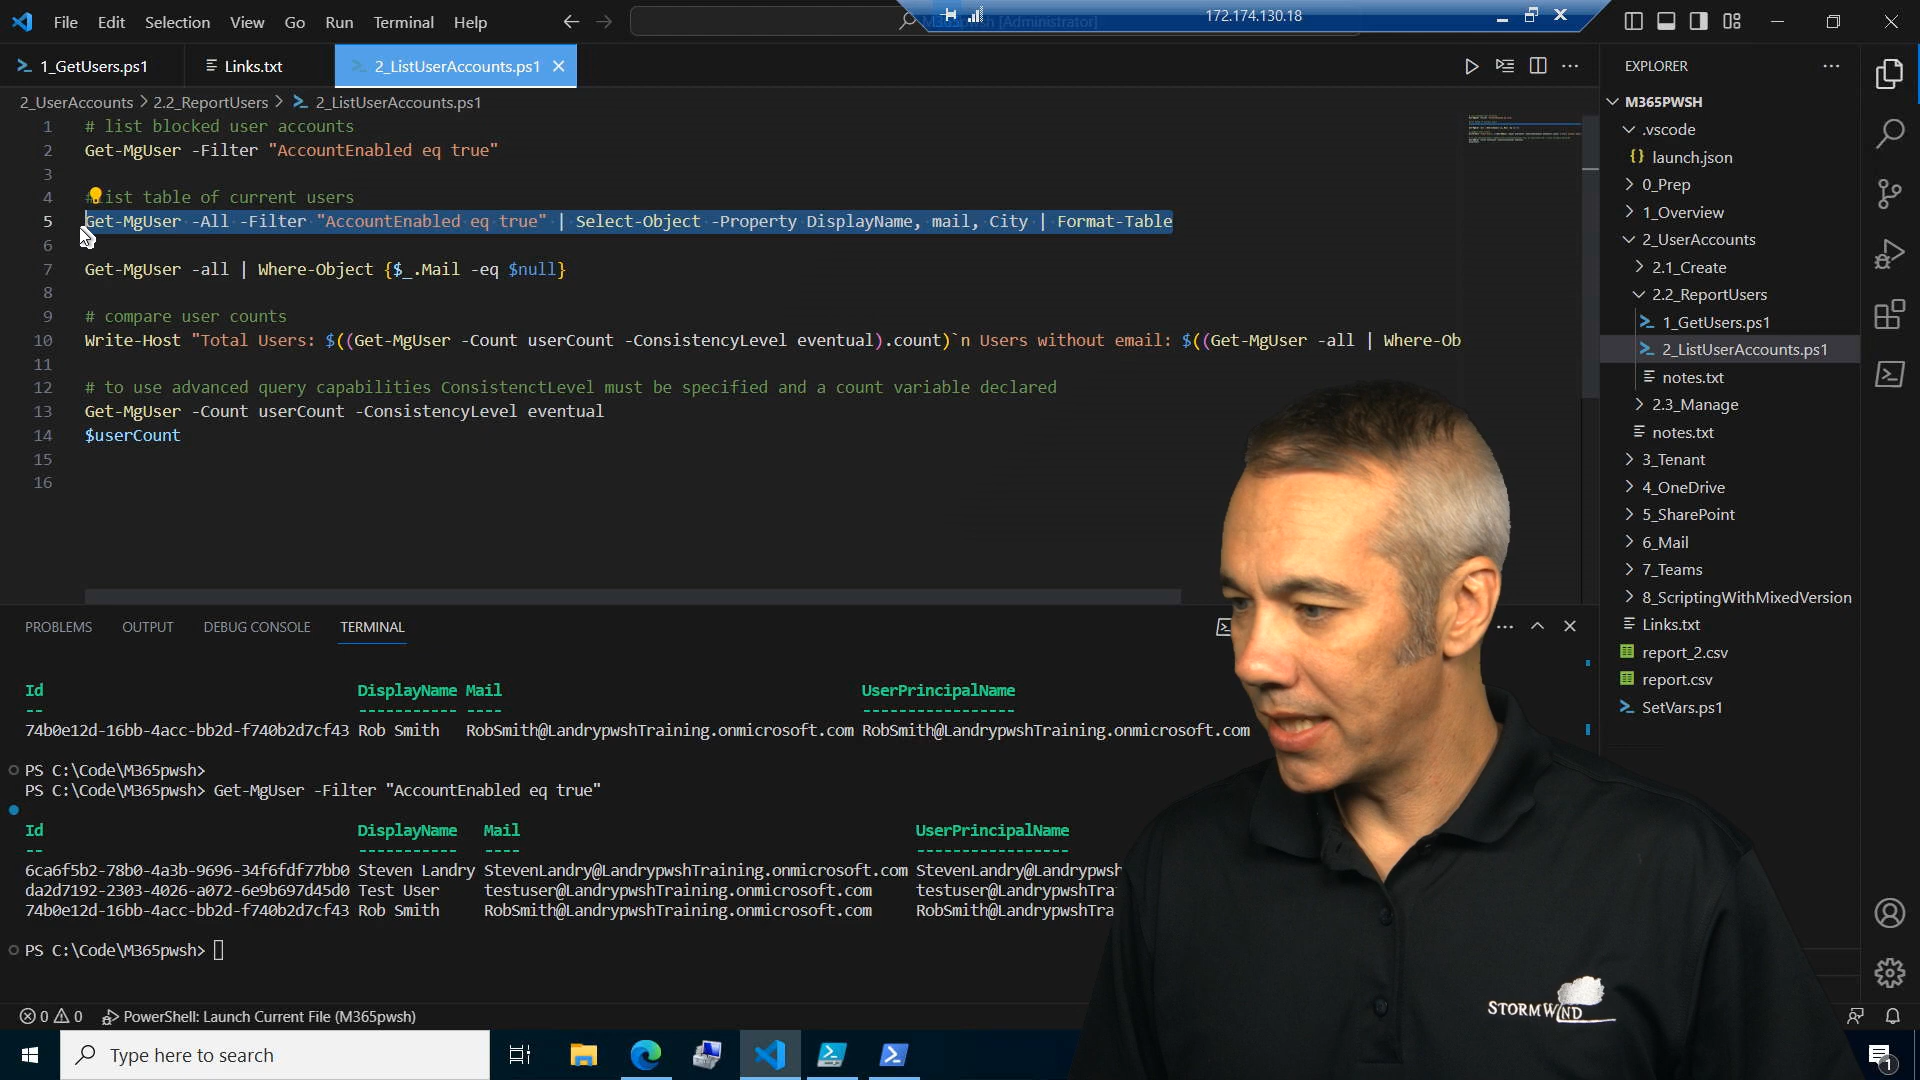 File Edit Selection View Go Run Terminal Help
M365pwsh [Administrator]
172.174.130.18
1_GetUsers.ps1
Links.txt
2_ListUserAccounts.ps1
2_UserAccounts > 2.2_ReportUsers > 2_ListUserAccounts.ps1
1 # list blocked user accounts
2 Get-MgUser -Filter "AccountEnabled eq true"
3
4 #list table of current users
5 Get-MgUser -All -Filter "AccountEnabled eq true" | Select-Object -Property DisplayName, mail, City | Format-Table
6
7 Get-MgUser -all | Where-Object {$_.Mail -eq $null}
8
9 # compare user counts
10 Write-Host "Total Users: $((Get-MgUser -Count userCount -ConsistencyLevel eventual).count)`n Users without email: $((Get-MgUser -all | Where-Ob
11
12 # to use advanced query capabilities ConsistenctLevel must be specified and a count variable declared
13 Get-MgUser -Count userCount -ConsistencyLevel eventual
14 $userCount
15
16
EXPLORER
M365PWSH
.vscode
launch.json
0_Prep
1_Overview
2_UserAccounts
2.1_Create
2.2_ReportUsers
1_GetUsers.ps1
2_ListUserAccounts.ps1
notes.txt
2.3_Manage
notes.txt
3_Tenant
4_OneDrive
5_SharePoint
6_Mail
7_Teams
8_ScriptingWithMixedVersion
Links.txt
report_2.csv
report.csv
SetVars.ps1
PROBLEMS OUTPUT DEBUG CONSOLE TERMINAL
Id DisplayName Mail UserPrincipalName
-- ----------- ---- -----------------
74b0e12d-16bb-4acc-bb2d-f740b2d7cf43 Rob Smith RobSmith@LandrypwshTraining.onmicrosoft.com RobSmith@LandrypwshTraining.onmicrosoft.com
PS C:\Code\M365pwsh>
PS C:\Code\M365pwsh> Get-MgUser -Filter "AccountEnabled eq true"
Id DisplayName Mail UserPrincipalName
-- ----------- ---- -----------------
6ca6f5b2-78b0-4a3b-9696-34f6fdf77bb0 Steven Landry StevenLandry@LandrypwshTraining.onmicrosoft.com StevenLandry@Landrypwsh
da2d7192-2303-4026-a072-6e9b697d45d0 Test User testuser@LandrypwshTraining.onmicrosoft.com testuser@LandrypwshTra
74b0e12d-16bb-4acc-bb2d-f740b2d7cf43 Rob Smith RobSmith@LandrypwshTraining.onmicrosoft.com RobSmith@LandrypwshTra
PS C:\Code\M365pwsh>
STORMWIND
0 0 PowerShell: Launch Current File (M365pwsh)
Type here to search
1